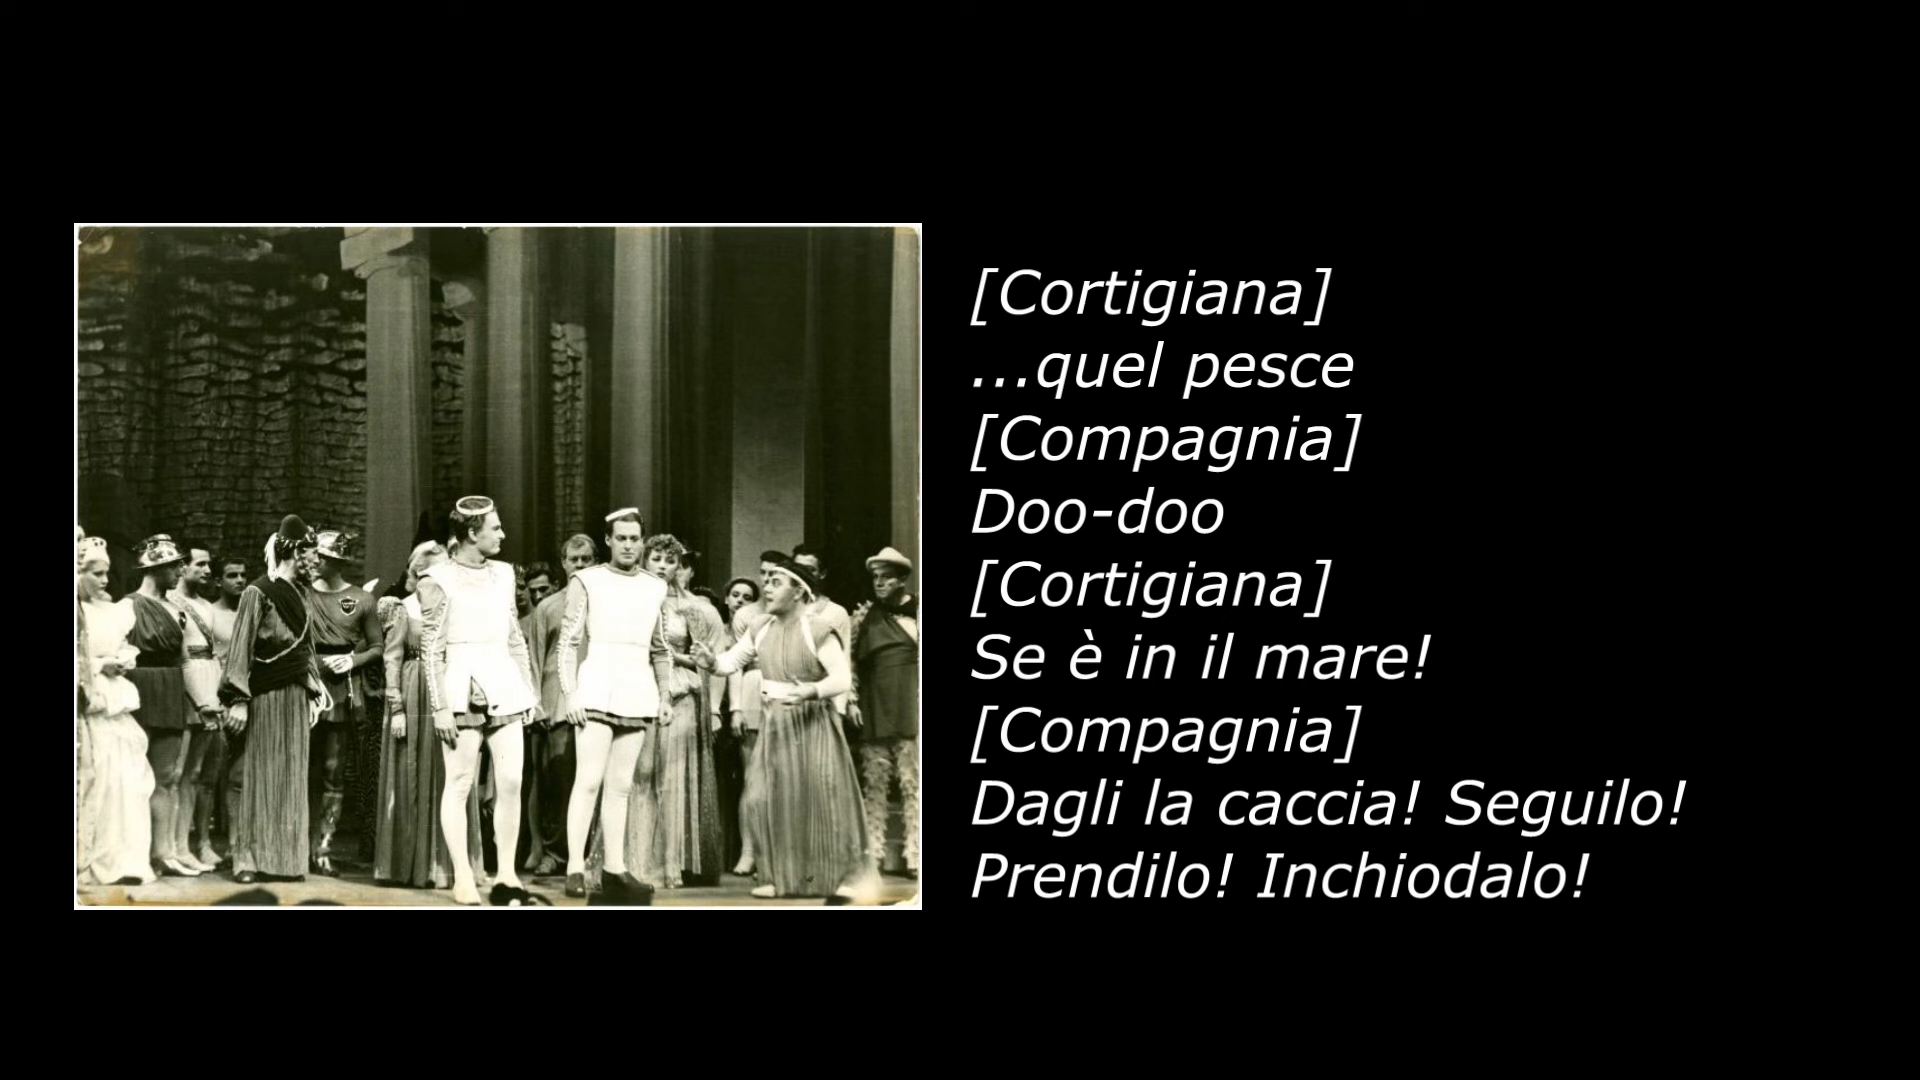 [Cortigiana]
...quel pesce
[Compagnia]
Doo-doo
[Cortigiana]
Se è in il mare!
[Compagnia]
Dagli la caccia! Seguilo!
Prendilo! Inchiodalo!